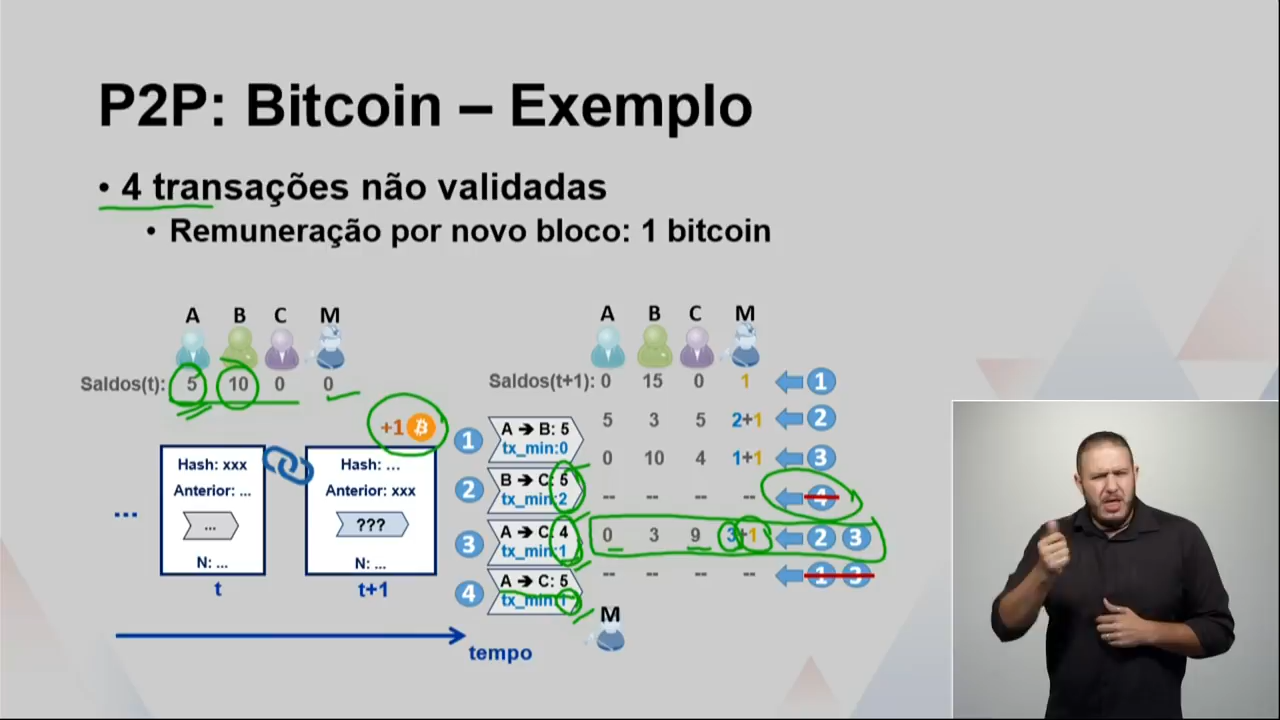 P2P: Bitcoin – Exemplo
• 4 transações não validadas
• Remuneração por novo bloco: 1 bitcoin
A B C M
Saldos(t): 5 10 0 0
+1
Hash: xxx
Anterior: ...
...
N: ...
t
Hash: ...
Anterior: xxx
???
N: ...
t+1
...
tempo
1
A → B: 5
tx_min:0
2
B → C: 5
tx_min:2
3
A → C: 4
tx_min:1
4
A → C: 5
tx_min:1
M
A B C M
Saldos(t+1): 0 15 0 1 1
5 3 5 2+1 2
0 10 4 1+1 3
-- -- -- -- 4
0 3 9 3+1 2 3
-- -- -- -- 1 3